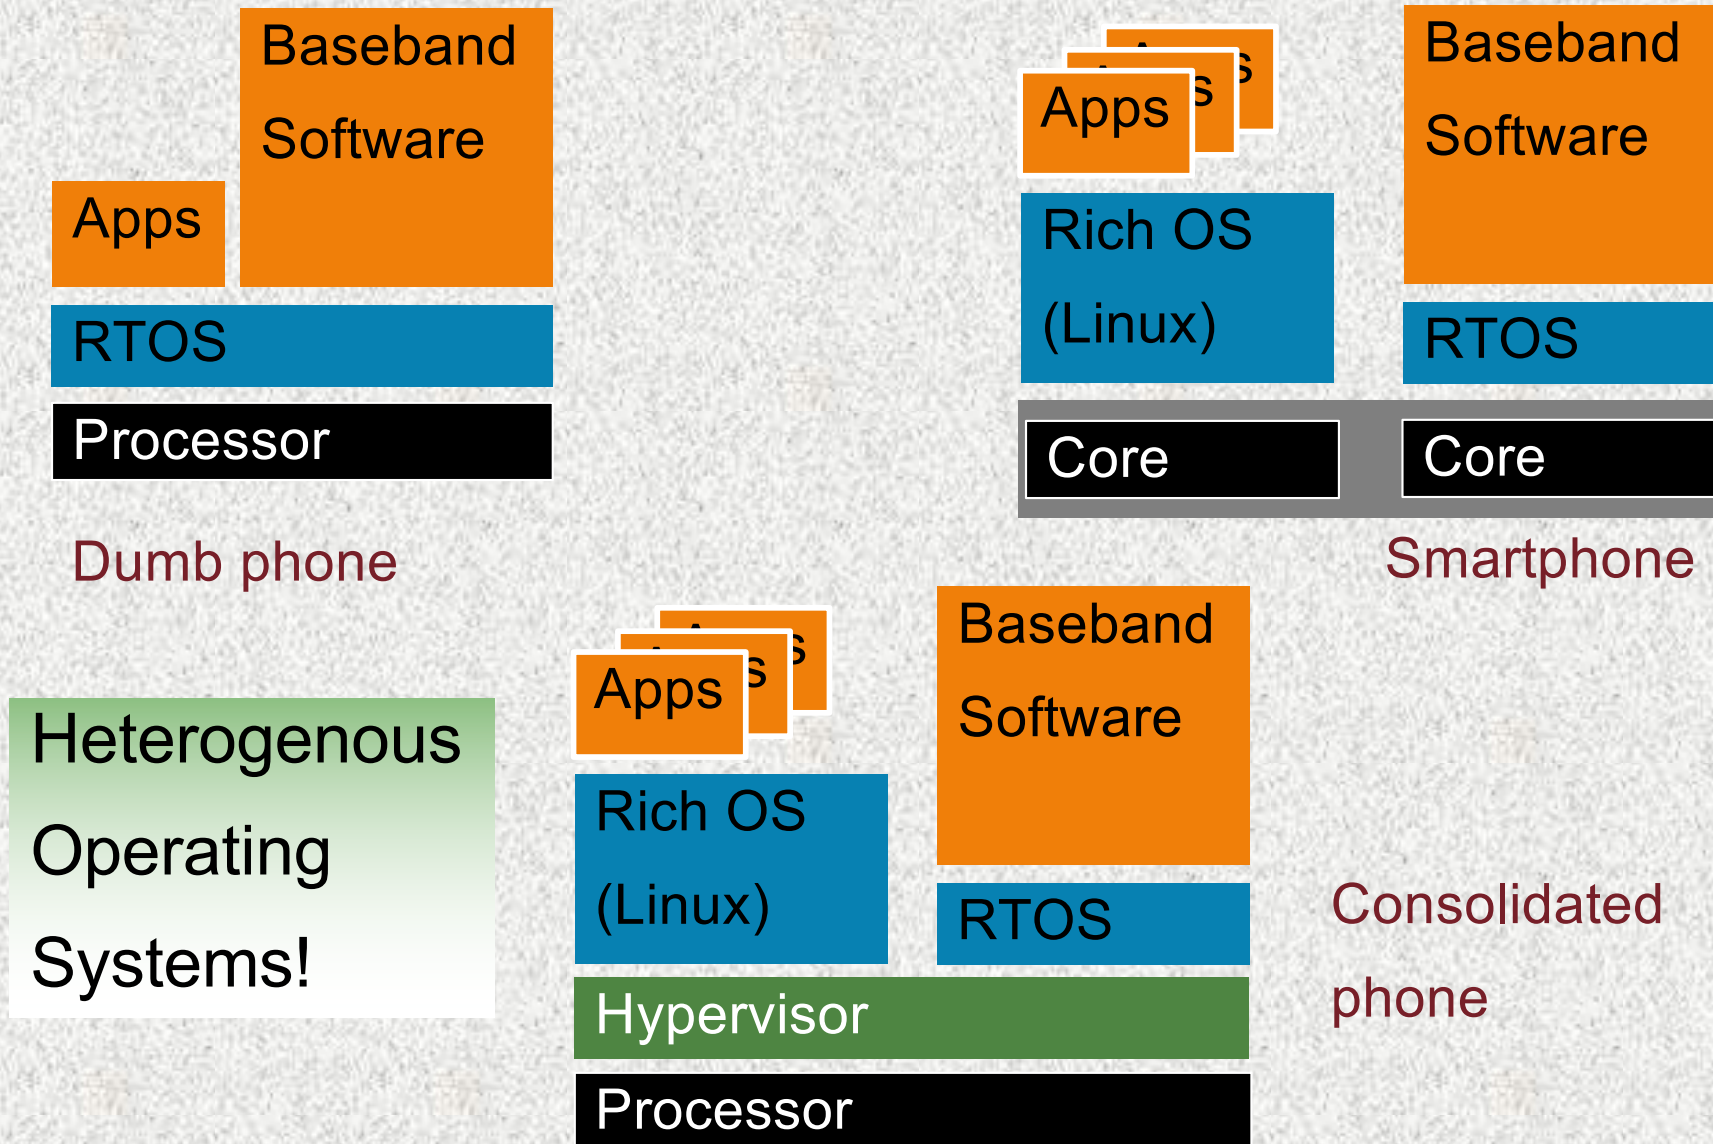 Baseband
Software
Apps
RTOS
Processor
Dumb phone
Apps
Rich OS
(Linux)
Baseband
Software
RTOS
Core
Core
Smartphone
Heterogenous
Operating
Systems!
Apps
Rich OS
(Linux)
Baseband
Software
RTOS
Hypervisor
Processor
Consolidated
phone